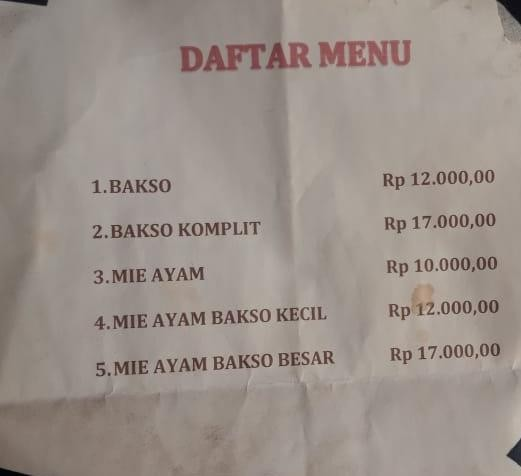 DAFTAR MENU
1.BAKSO Rp 12.000,00
2.BAKSO KOMPLIT Rp 17.000,00
3.MIE AYAM Rp 10.000,00
4.MIE AYAM BAKSO KECIL Rp 12.000,00
5.MIE AYAM BAKSO BESAR Rp 17.000,00